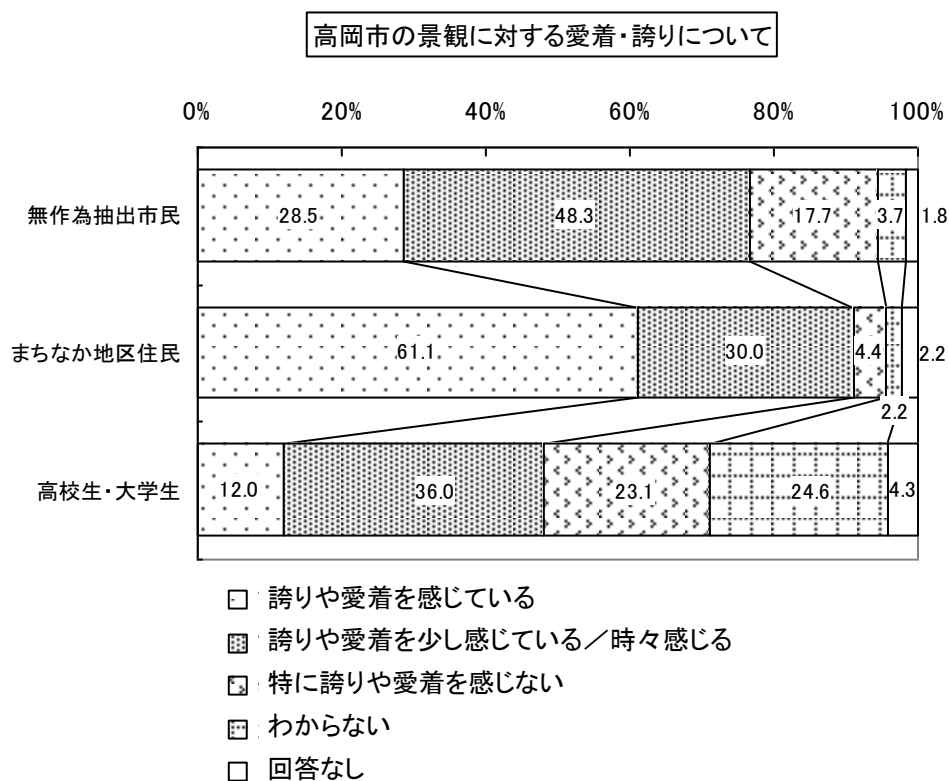 高岡市の景観に対する愛着・誇りについて
0% 20% 40% 60% 80% 100%
無作為抽出市民 28.5 48.3 17.7 3.7 1.8
まちなか地区住民 61.1 30.0 4.4 2.2 2.2
高校生・大学生 12.0 36.0 23.1 24.6 4.3
誇りや愛着を感じている
誇りや愛着を少し感じている／時々感じる
特に誇りや愛着を感じない
わからない
回答なし